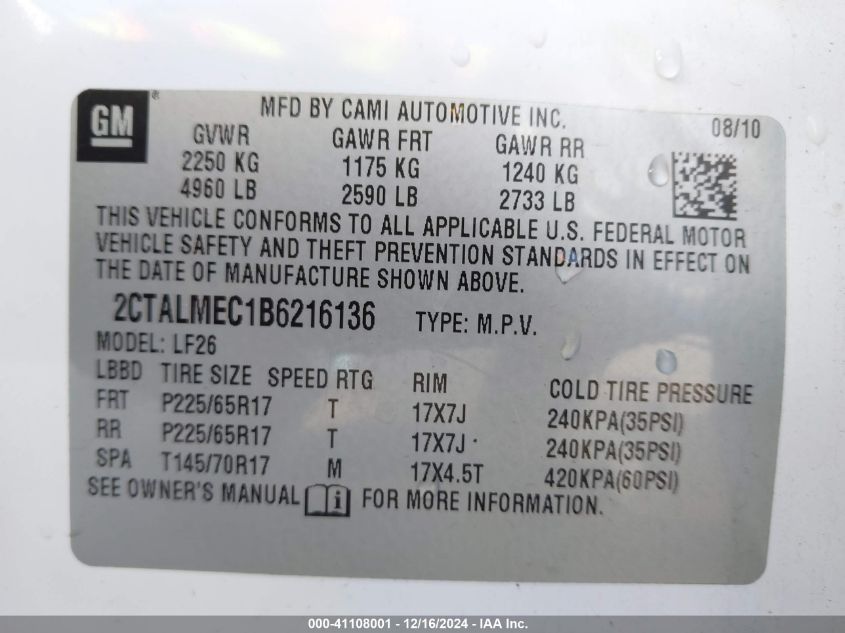 GM®
MFD BY CAMI AUTOMOTIVE INC.
08/10
GVWR GAWR FRT GAWR RR
2250 KG 1175 KG 1240 KG
4960 LB 2590 LB 2733 LB
THIS VEHICLE CONFORMS TO ALL APPLICABLE U.S. FEDERAL MOTOR
VEHICLE SAFETY AND THEFT PREVENTION STANDARDS IN EFFECT ON
THE DATE OF MANUFACTURE SHOWN ABOVE.
2CTALMEC1B6216136 TYPE: M.P.V.
MODEL: LF26
LBBD TIRE SIZE SPEED RTG RIM COLD TIRE PRESSURE
FRT P225/65R17 T 17X7J 240KPA(35PSI)
RR P225/65R17 T 17X7J 240KPA(35PSI)
SPA T145/70R17 M 17X4.5T 420KPA(60PSI)
SEE OWNER'S MANUAL i FOR MORE INFORMATION.
000-41108001 - 12/16/2024 - IAA Inc.